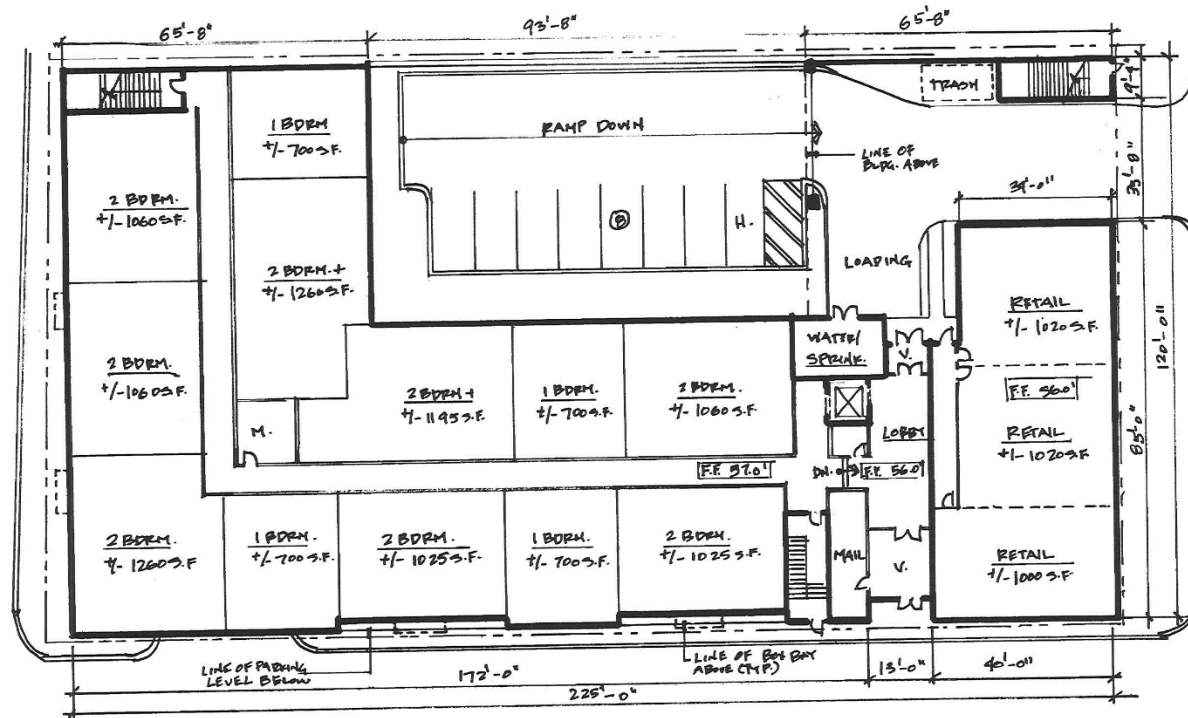 65'-8"
93'-8"
65'-8"
TRASH
9'-4"
1 BDRM
+/- 700 S.F.
RAMP DOWN
LINE OF
BLDG. ABOVE
2 BDRM.
+/- 1060 S.F.
8
H.
34'-0"
2 BDRM.+
+/- 1260 S.F.
LOADING
RETAIL
+/- 1020 S.F.
120'-0"
WATER/
SPRINK.
V.
2 BDRM.
+/- 1060 S.F.
2 BDRM+
+/- 1195 S.F.
1 BDRM.
+/- 700 S.F.
2 BDRM.
+/- 1060 S.F.
F.F. 56.0'
M.
LOBBY
RETAIL
+/- 1020 S.F.
85'-0"
F.F. 57.0'
DN.
F.F. 56.0'
2 BDRM.
+/- 1260 S.F.
1 BDRM.
+/- 700 S.F.
2 BDRM.
+/- 1025 S.F.
1 BDRM.
+/- 700 S.F.
2 BDRM.
+/- 1025 S.F.
MAIL
V.
RETAIL
+/- 1000 S.F.
LINE OF PARKING
LEVEL BELOW
LINE OF BOX BAY
ABOVE (TYP.)
172'-0"
13'-0"
40'-0"
225'-0"